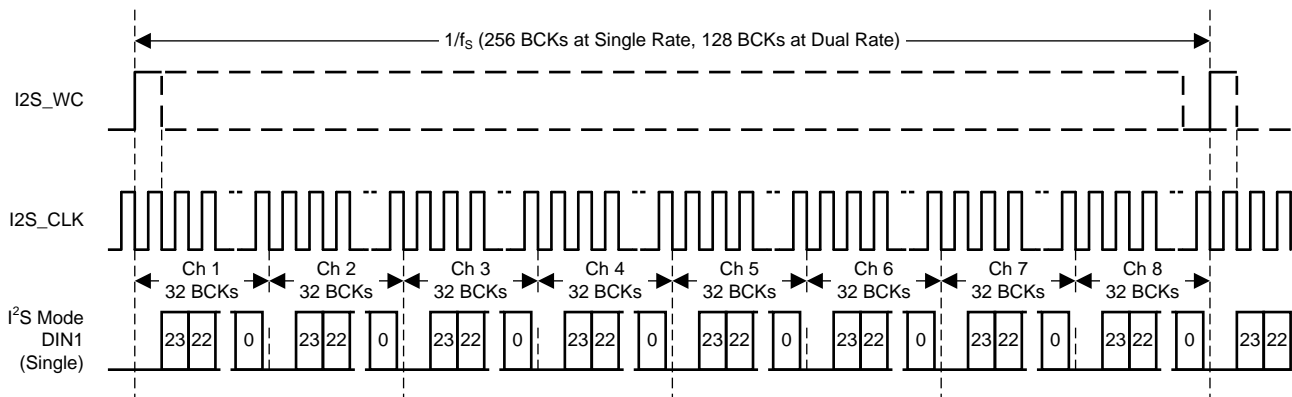 1/fS (256 BCKs at Single Rate, 128 BCKs at Dual Rate)
I2S_WC
I2S_CLK
Ch 1 Ch 2 Ch 3 Ch 4 Ch 5 Ch 6 Ch 7 Ch 8
32 BCKs 32 BCKs 32 BCKs 32 BCKs 32 BCKs 32 BCKs 32 BCKs 32 BCKs
I²S Mode
DIN1
(Single)
23 22 0 23 22 0 23 22 0 23 22 0 23 22 0 23 22 0 23 22 0 23 22 0 23 22